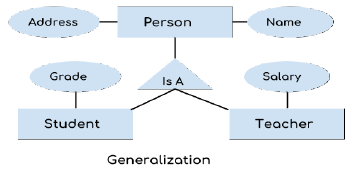 Address Person Name
Grade Is A Salary
Student Teacher
Generalization